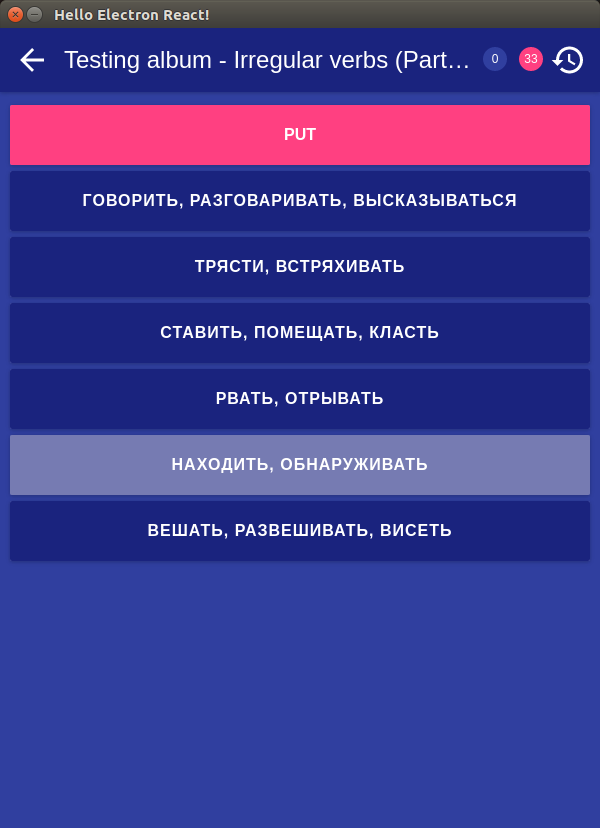 Hello Electron React!
Testing album - Irregular verbs (Part... 0 33
PUT
ГОВОРИТЬ, РАЗГОВАРИВАТЬ, ВЫСКАЗЫВАТЬСЯ
ТРЯСТИ, ВСТРЯХИВАТЬ
СТАВИТЬ, ПОМЕЩАТЬ, КЛАСТЬ
РВАТЬ, ОТРЫВАТЬ
НАХОДИТЬ, ОБНАРУЖИВАТЬ
ВЕШАТЬ, РАЗВЕШИВАТЬ, ВИСЕТЬ